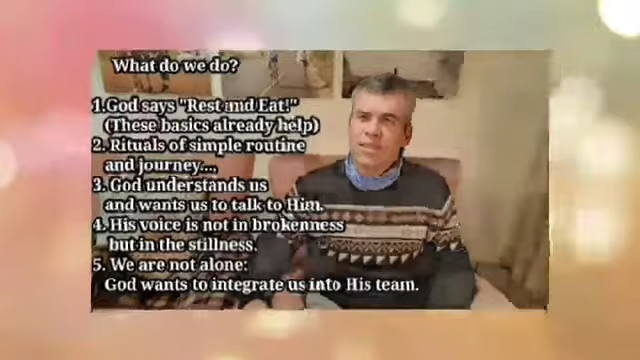 What do we do?
1.God says "Rest and Eat!"
(These basics already help)
2. Rituals of simple routine
and journey...,
3. God understands us
and wants us to talk to Him.
4. His voice is not in brokenness
but in the stillness.
5. We are not alone:
God wants to integrate us into His team.